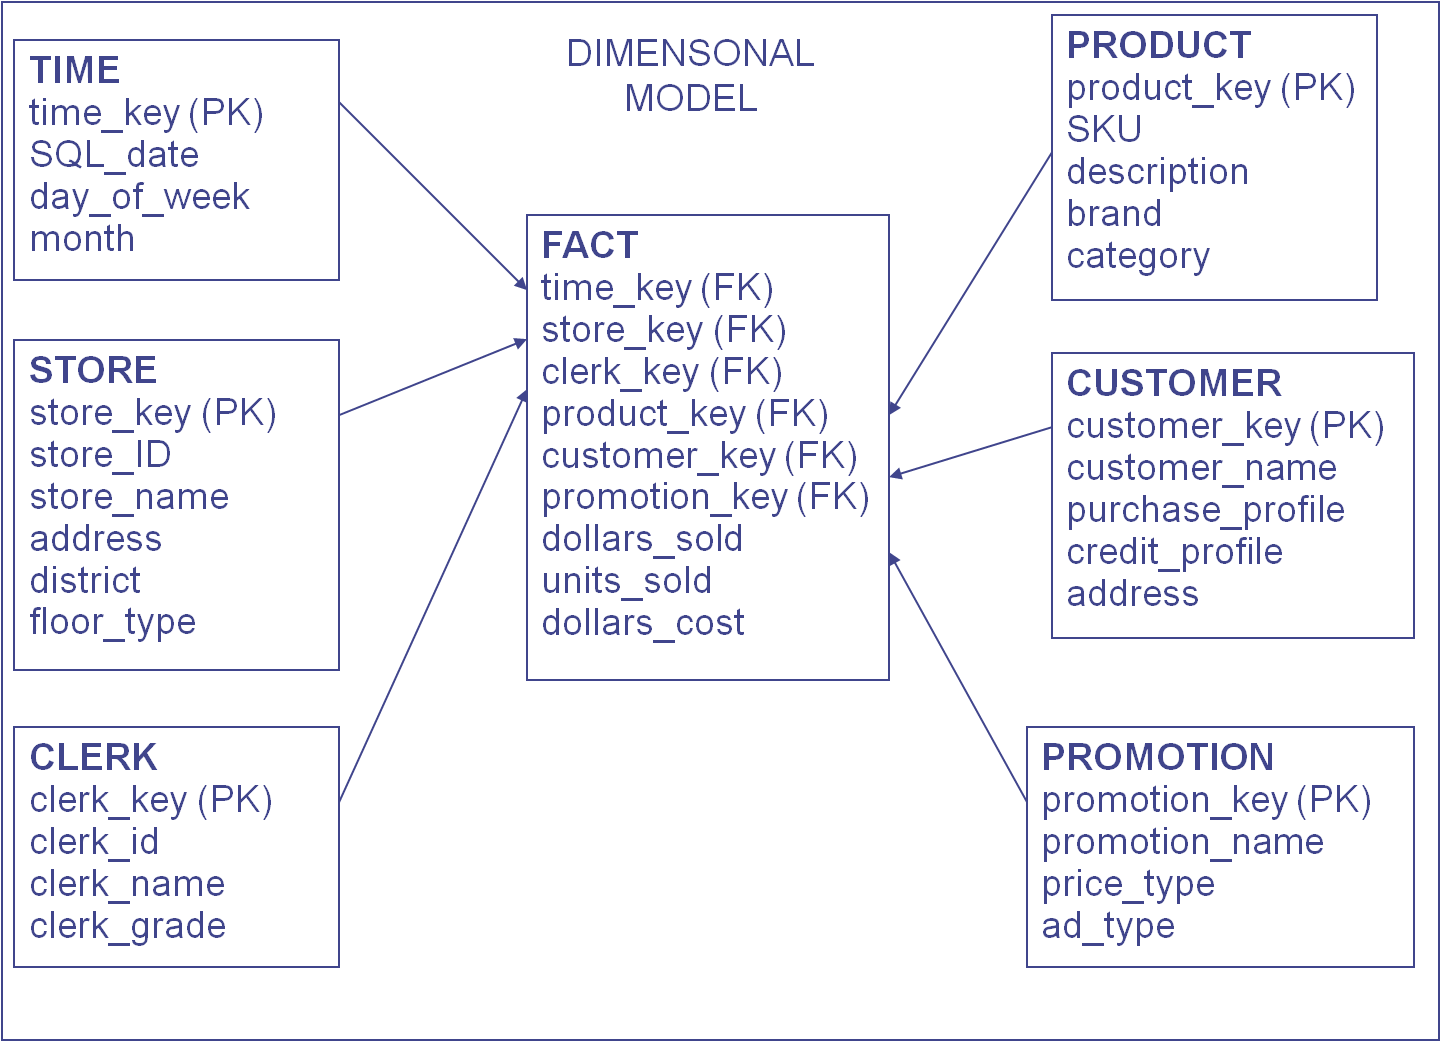 DIMENSONAL
MODEL
TIME
time_key (PK)
SQL_date
day_of_week
month
STORE
store_key (PK)
store_ID
store_name
address
district
floor_type
CLERK
clerk_key (PK)
clerk_id
clerk_name
clerk_grade
FACT
time_key (FK)
store_key (FK)
clerk_key (FK)
product_key (FK)
customer_key (FK)
promotion_key (FK)
dollars_sold
units_sold
dollars_cost
PRODUCT
product_key (PK)
SKU
description
brand
category
CUSTOMER
customer_key (PK)
customer_name
purchase_profile
credit_profile
address
PROMOTION
promotion_key (PK)
promotion_name
price_type
ad_type